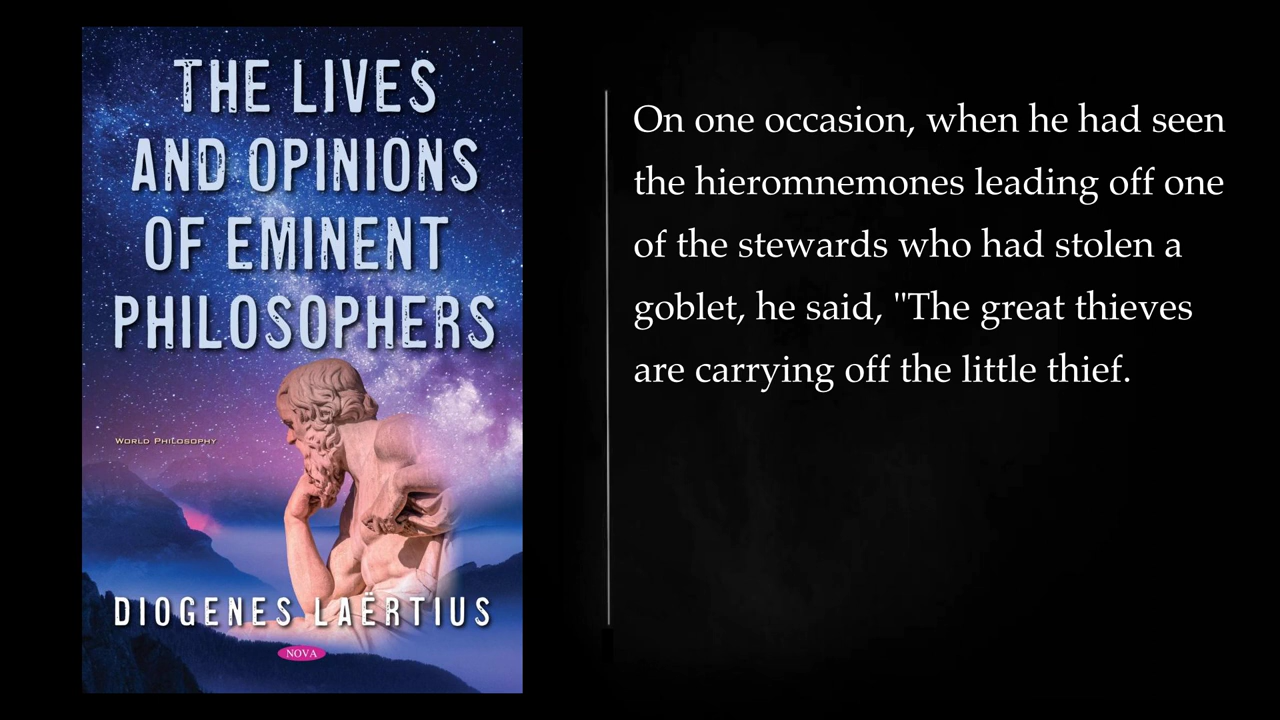 THE LIVES
AND OPINIONS
OF EMINENT
PHILOSOPHERS
WORLD PHILOSOPHY
DIOGENES LAËRTIUS
NOVA
On one occasion, when he had seen
the hieromnemones leading off one
of the stewards who had stolen a
goblet, he said, "The great thieves
are carrying off the little thief.